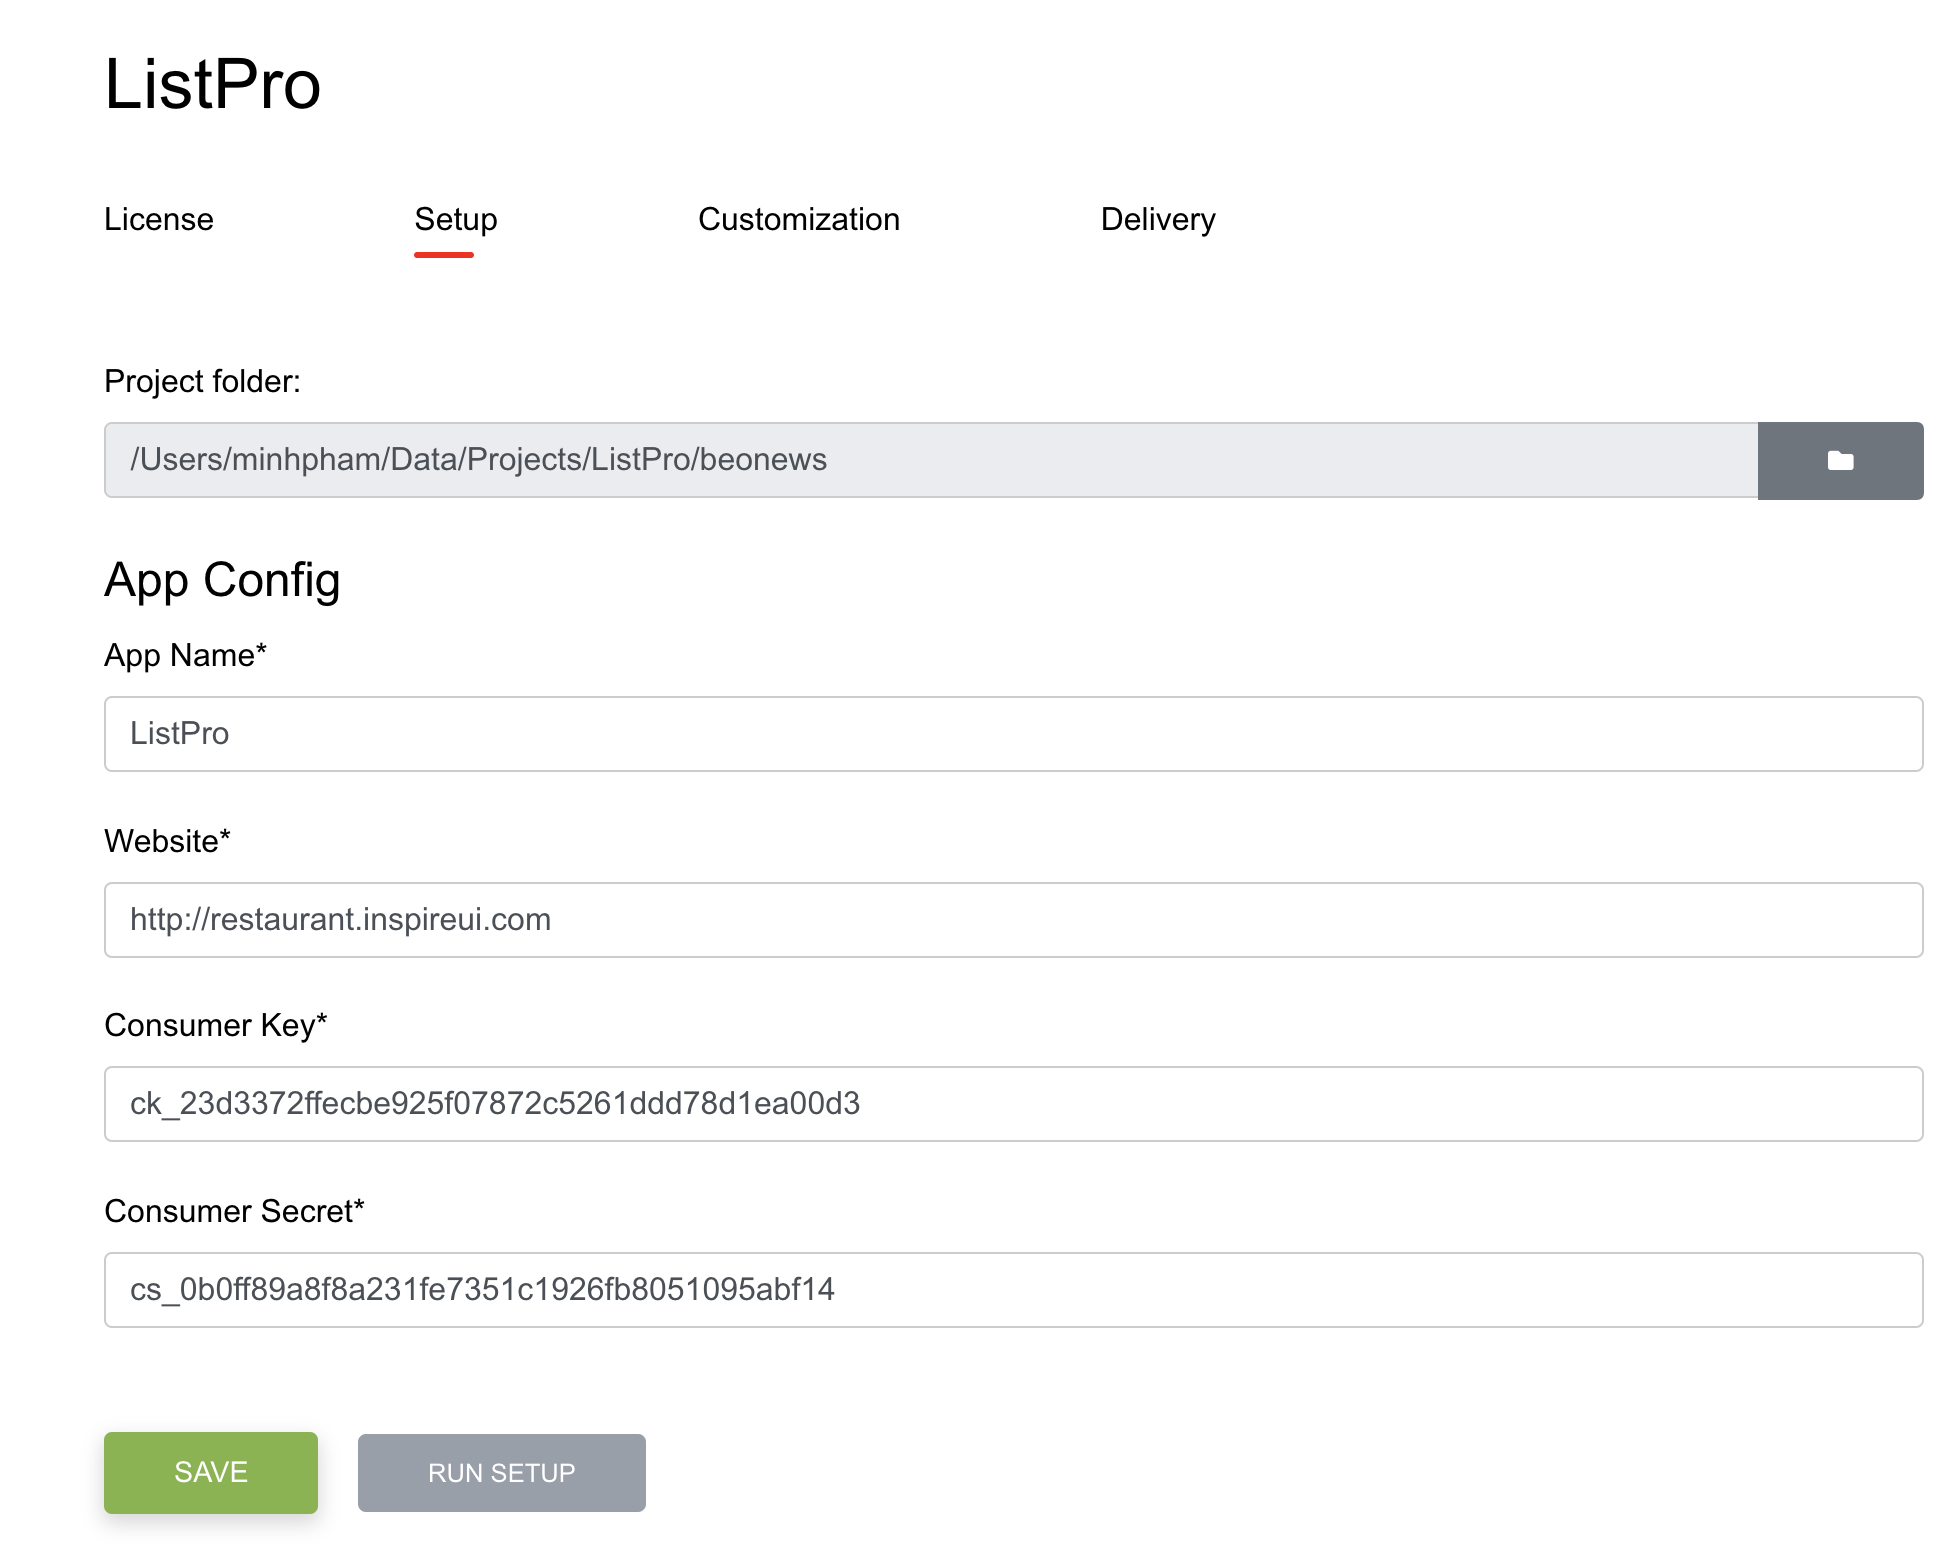 ListPro
License Setup Customization Delivery
Project folder:
/Users/minhpham/Data/Projects/ListPro/beonews
App Config
App Name*
ListPro
Website*
http://restaurant.inspireui.com
Consumer Key*
ck_23d3372ffecbe925f07872c5261ddd78d1ea00d3
Consumer Secret*
cs_0b0ff89a8f8a231fe7351c1926fb8051095abf14
SAVE RUN SETUP